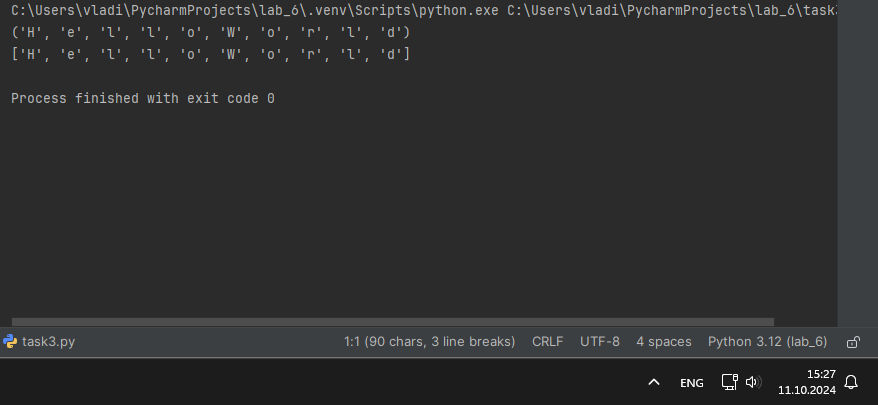 C:\Users\vladi\PycharmProjects\lab_6\.venv\Scripts\python.exe C:\Users\vladi\PycharmProjects\lab_6\task3
('H', 'e', 'l', 'l', 'o', 'W', 'o', 'r', 'l', 'd')
['H', 'e', 'l', 'l', 'o', 'W', 'o', 'r', 'l', 'd']
Process finished with exit code 0
task3.py 1:1 (90 chars, 3 line breaks) CRLF UTF-8 4 spaces Python 3.12 (lab_6)
ENG 15:27
11.10.2024